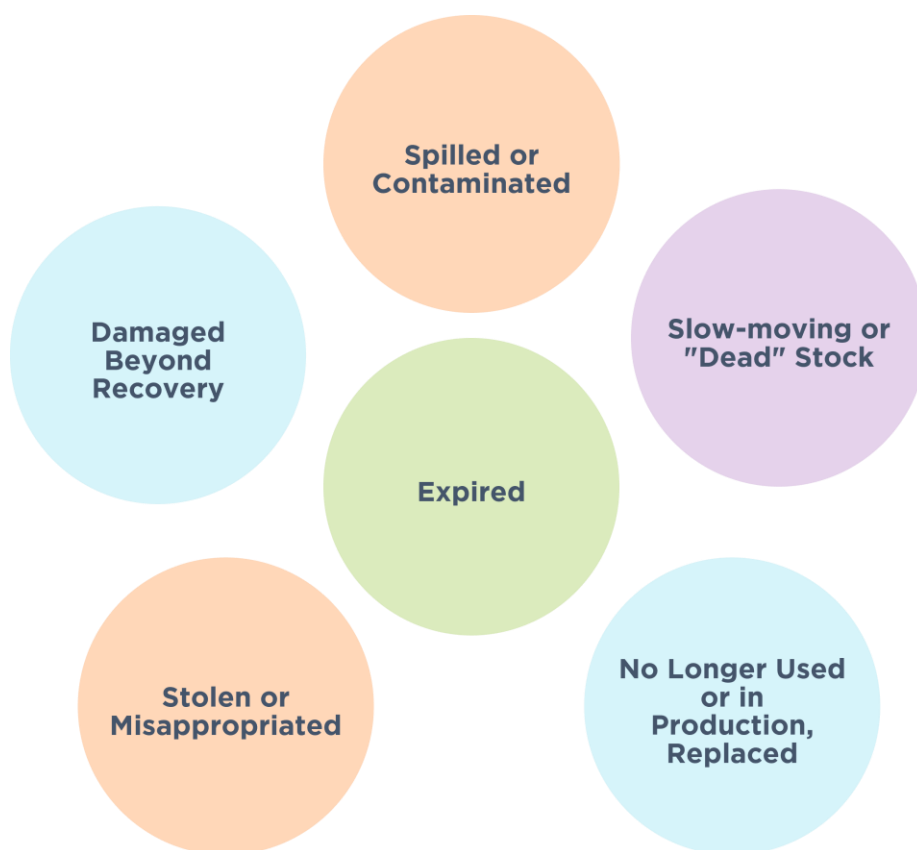 Spilled or
Contaminated
Damaged
Beyond
Recovery
Slow-moving or
"Dead" Stock
Expired
Stolen or
Misappropriated
No Longer Used
or in
Production,
Replaced